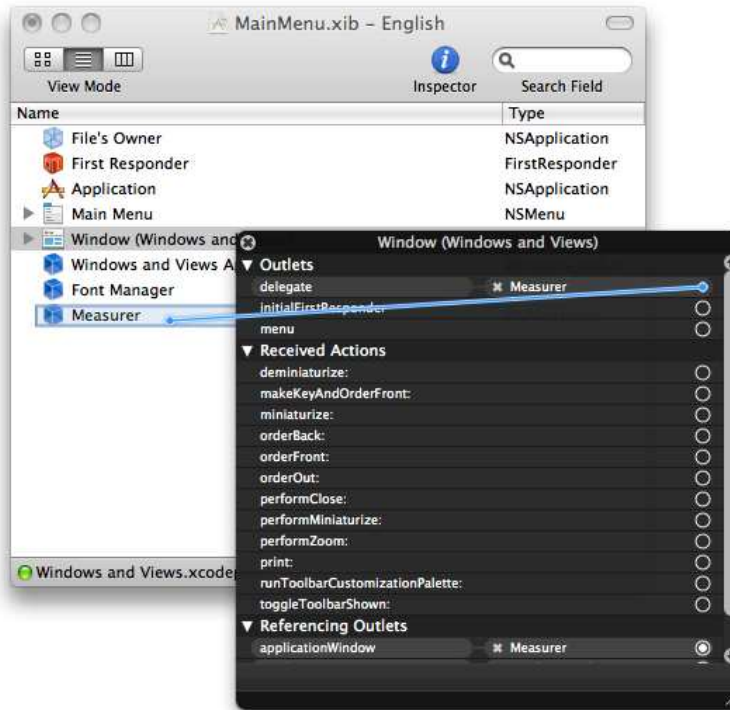 MainMenu.xib – English
View Mode
Inspector
Search Field
Name
Type
File's Owner
NSApplication
First Responder
FirstResponder
Application
NSApplication
Main Menu
NSMenu
Window (Windows and
Windows and Views A
Font Manager
Measurer
Windows and Views.xcodep
Window (Windows and Views)
Outlets
delegate
Measurer
initialFirstResponder
menu
Received Actions
deminiaturize:
makeKeyAndOrderFront:
miniaturize:
orderBack:
orderFront:
orderOut:
performClose:
performMiniaturize:
performZoom:
print:
runToolbarCustomizationPalette:
toggleToolbarShown:
Referencing Outlets
applicationWindow
Measurer